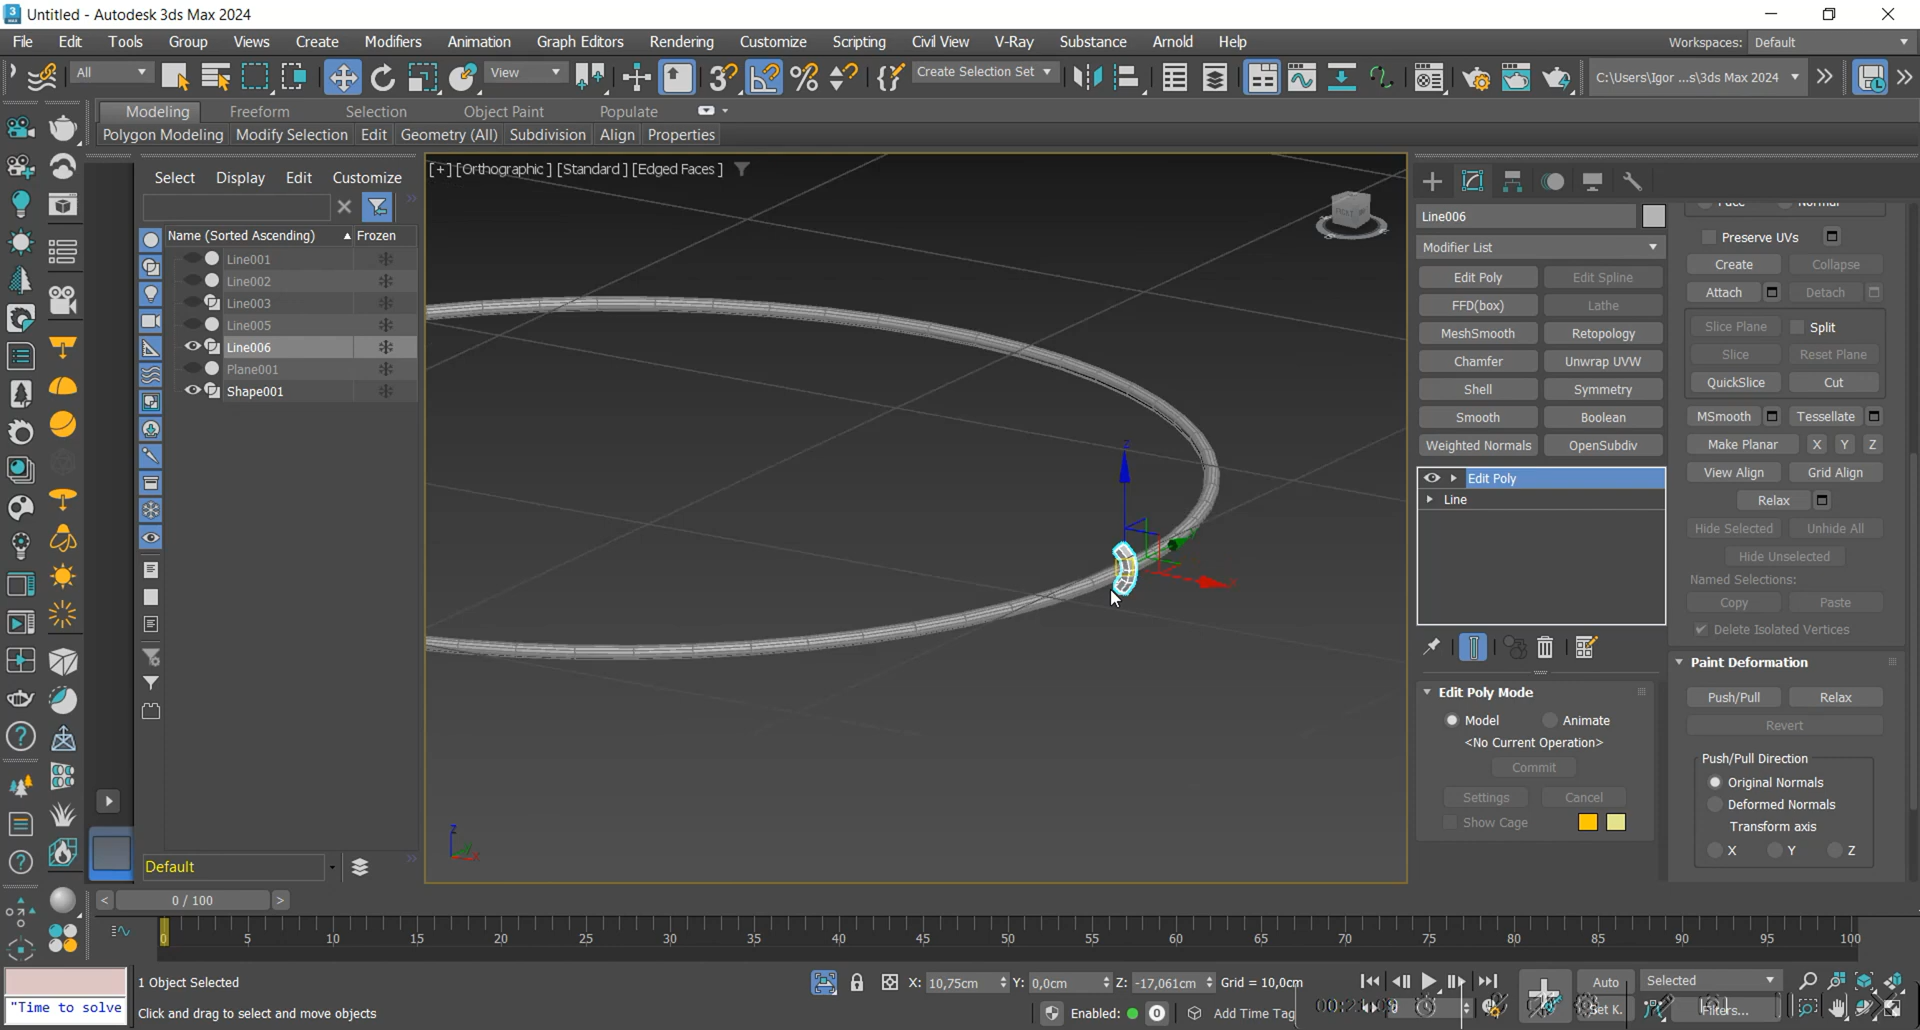 Untitled - Autodesk 3ds Max 2024
File Edit Tools Group Views Create Modifiers Animation Graph Editors Rendering Customize Scripting Civil View V-Ray Substance Arnold Help Workspaces: Default
All View Create Selection Set C:\Users\Igor ...s\3ds Max 2024
Modeling Freeform Selection Object Paint Populate
Polygon Modeling Modify Selection Edit Geometry (All) Subdivision Align Properties
Select Display Edit Customize
Name (Sorted Ascending) Frozen
Line001
Line002
Line003
Line005
Line006
Plane001
Shape001
Default
[+] [Orthographic ] [Standard ] [Edged Faces ]
Line006
Modifier List
Edit Poly Edit Spline
FFD(box) Lathe
MeshSmooth Retopology
Chamfer Unwrap UVW
Shell Symmetry
Smooth Boolean
Weighted Normals OpenSubdiv
Edit Poly
Line
Edit Poly Mode
Model Animate
<No Current Operation>
Commit
Settings Cancel
Show Cage
Preserve UVs
Create Collapse
Attach Detach
Slice Plane Split
Slice Reset Plane
QuickSlice Cut
MSmooth Tessellate
Make Planar X Y Z
View Align Grid Align
Relax
Hide Selected Unhide All
Hide Unselected
Named Selections:
Copy Paste
Delete Isolated Vertices
Paint Deformation
Push/Pull Relax
Revert
Push/Pull Direction
Original Normals
Deformed Normals
Transform axis
X Y Z
0 / 100
0 5 10 15 20 25 30 35 40 45 50 55 60 65 70 75 80 85 90 95 100
1 Object Selected X: 10,75cm Y: 0,0cm Z: -17,061cm Grid = 10,0cm Auto Selected
"Time to solve Click and drag to select and move objects Enabled: 0 Add Time Tag Filters...